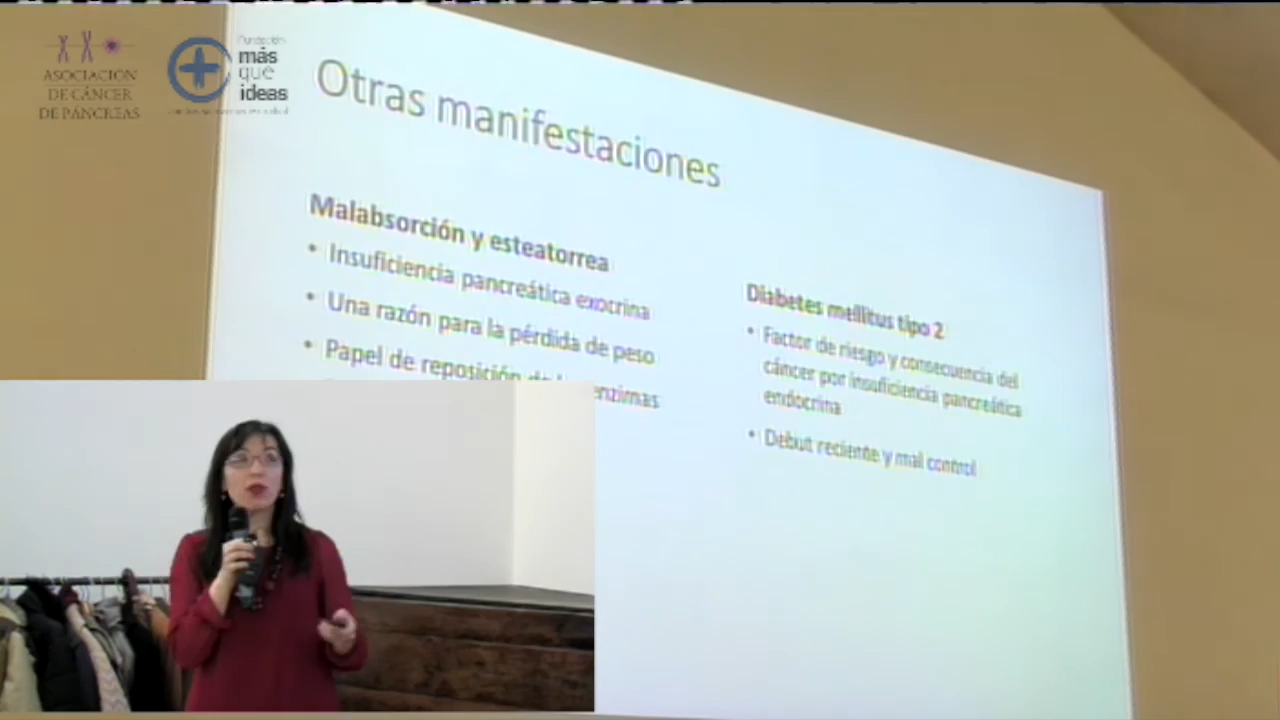 ASOCIACIÓN
DE CÁNCER
DE PÁNCREAS
Fundación
más
que
ideas
Otras manifestaciones
Malabsorción y esteatorrea
• Insuficiencia pancreática exocrina
• Una razón para la pérdida de peso
• Papel de reposición de enzimas
Diabetes mellitus tipo 2
• Factor de riesgo y consecuencia del
cáncer por insuficiencia pancreática
endocrina
• Debut reciente y mal control